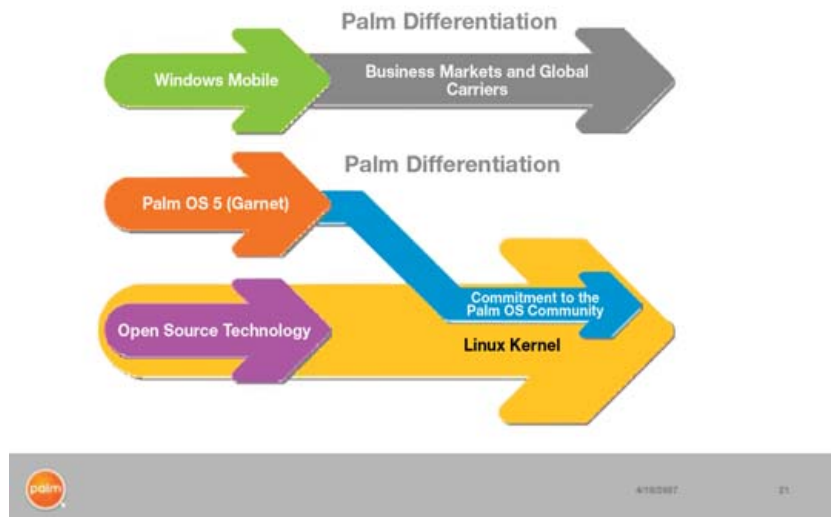 Palm Differentiation
Windows Mobile
Business Markets and Global
Carriers
Palm Differentiation
Palm OS 5 (Garnet)
Commitment to the
Palm OS Community
Open Source Technology
Linux Kernel
palm
21